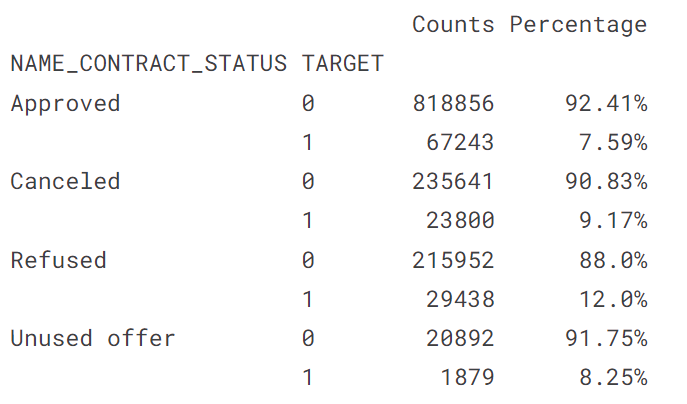 Counts Percentage
NAME_CONTRACT_STATUS TARGET
Approved 0 818856 92.41%
1 67243 7.59%
Canceled 0 235641 90.83%
1 23800 9.17%
Refused 0 215952 88.0%
1 29438 12.0%
Unused offer 0 20892 91.75%
1 1879 8.25%